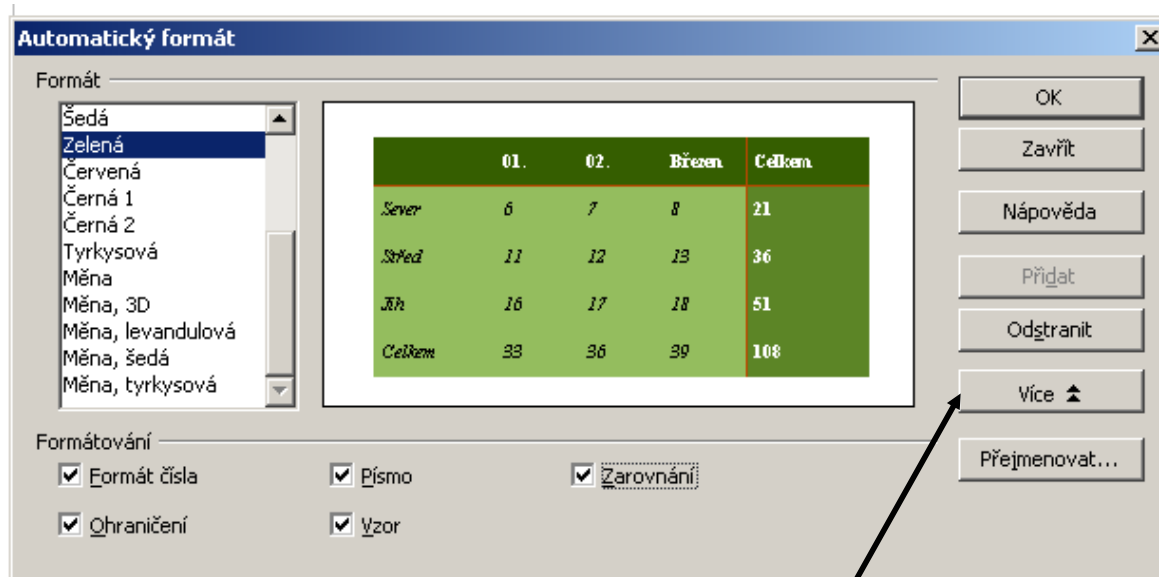 Automatický formát
Formát
Šedá
Zelená
Červená
Černá 1
Černá 2
Tyrkysová
Měna
Měna, 3D
Měna, levandulová
Měna, šedá
Měna, tyrkysová
01. 02. Březen Celkem
Sever 6 7 8 21
Střed 11 12 13 36
Jih 16 17 18 51
Celkem 33 36 39 108
OK
Zavřít
Nápověda
Přidat
Odstranit
Více
Přejmenovat...
Formátování
Formát čísla Písmo Zarovnání
Ohraničení Vzor